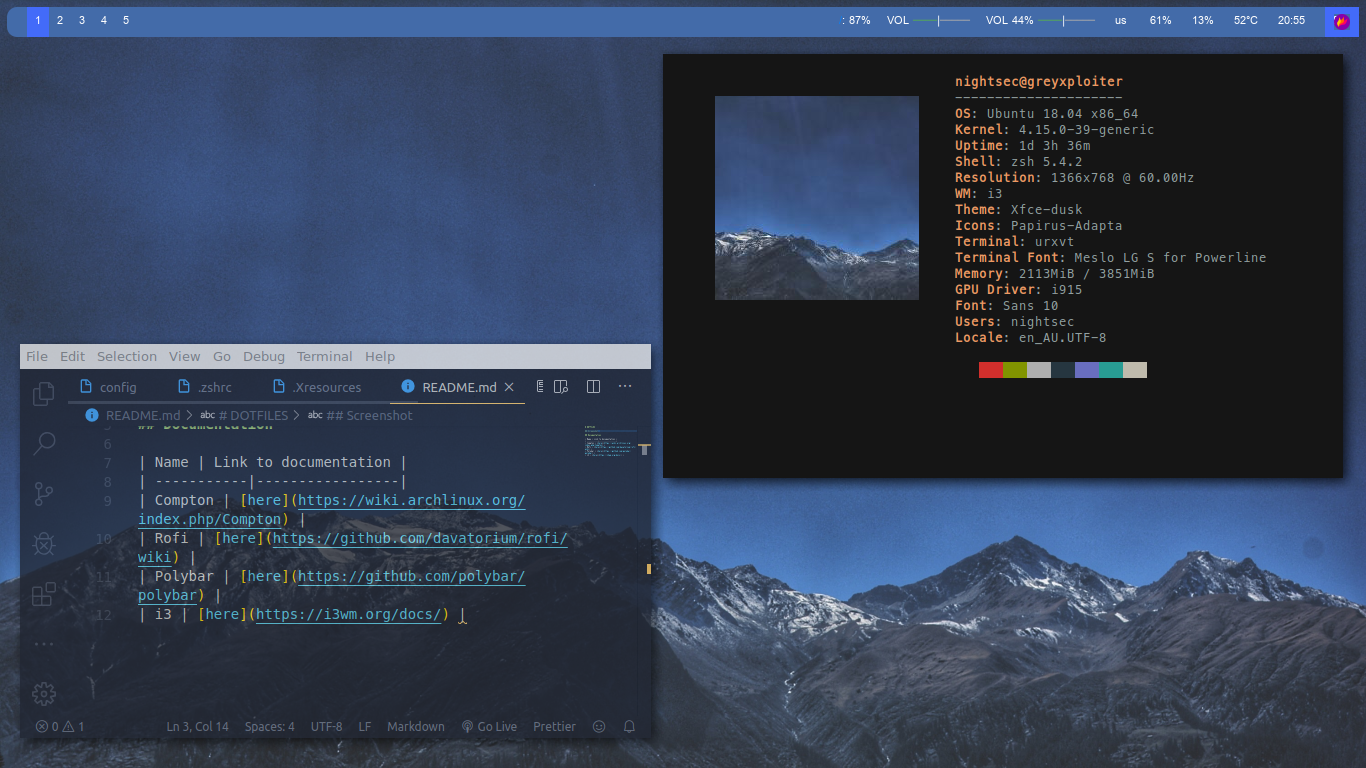 1 2 3 4 5 : 87% VOL VOL 44% us 61% 13% 52°C 20:55
nightsec@greyxploiter
---------------------
OS: Ubuntu 18.04 x86_64
Kernel: 4.15.0-39-generic
Uptime: 1d 3h 36m
Shell: zsh 5.4.2
Resolution: 1366x768 @ 60.00Hz
WM: i3
Theme: Xfce-dusk
Icons: Papirus-Adapta
Terminal: urxvt
Terminal Font: Meslo LG S for Powerline
Memory: 2113MiB / 3851MiB
GPU Driver: i915
Font: Sans 10
Users: nightsec
Locale: en_AU.UTF-8
File Edit Selection View Go Debug Terminal Help
config .zshrc .Xresources README.md
README.md > abc # DOTFILES > abc ## Screenshot
5 ## Documentation
6
7 | Name | Link to documentation |
8 | -----------|-----------------|
9 | Compton | [here](https://wiki.archlinux.org/
index.php/Compton) |
10 | Rofi | [here](https://github.com/davatorium/rofi/
wiki) |
11 | Polybar | [here](https://github.com/polybar/
polybar) |
12 | i3 | [here](https://i3wm.org/docs/) |
0 1 Ln 3, Col 14 Spaces: 4 UTF-8 LF Markdown Go Live Prettier